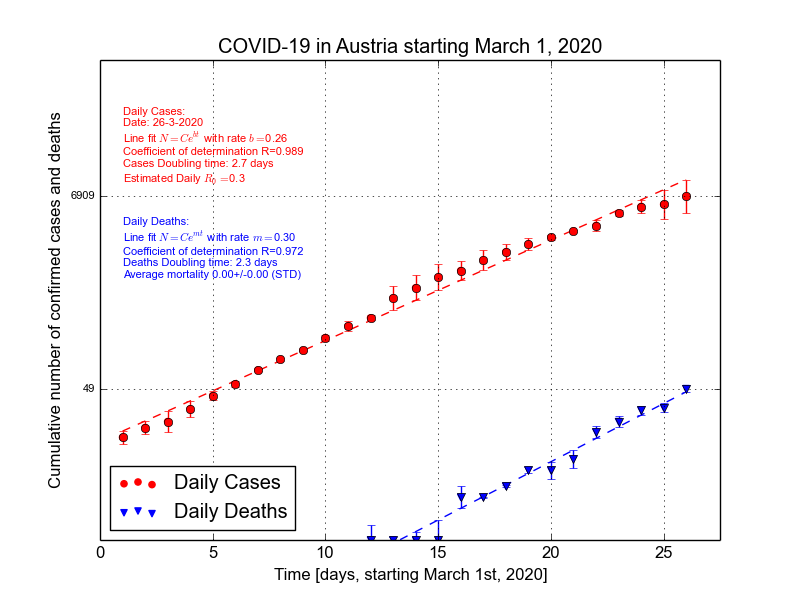 COVID-19 in Austria starting March 1, 2020
Daily Cases:
Date: 26-3-2020
Line fit N = Ce^{bt} with rate b = 0.26
Coefficient of determination R=0.989
Cases Doubling time: 2.7 days
Estimated Daily R_0 = 0.3
6909
Daily Deaths:
Line fit N = Ce^{mt} with rate m = 0.30
Coefficient of determination R=0.972
Deaths Doubling time: 2.3 days
Average mortality 0.00+/-0.00 (STD)
Cumulative number of confirmed cases and deaths
49
Daily Cases
Daily Deaths
0 5 10 15 20 25
Time [days, starting March 1st, 2020]